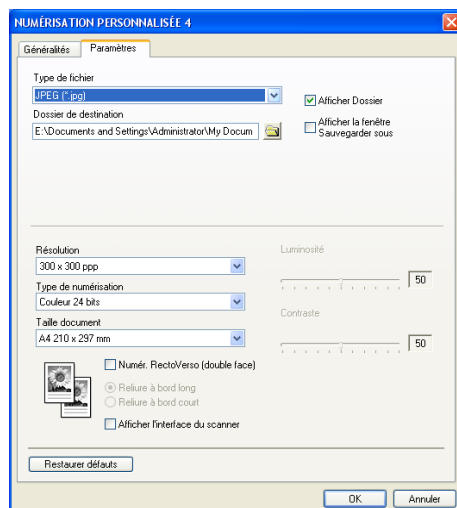 NUMÉRISATION PERSONNALISÉE 4
Généralités Paramètres
Type de fichier
JPEG (*.jpg)
Afficher Dossier
Dossier de destination
E:\Documents and Settings\Administrator\My Docum
Afficher la fenêtre
Sauvegarder sous
Résolution
300 x 300 ppp
Type de numérisation
Couleur 24 bits
Taille document
A4 210 x 297 mm
Luminosité
50
Contraste
50
Numér. RectoVerso (double face)
Reliure à bord long
Reliure à bord court
Afficher l'interface du scanner
Restaurer défauts
OK Annuler